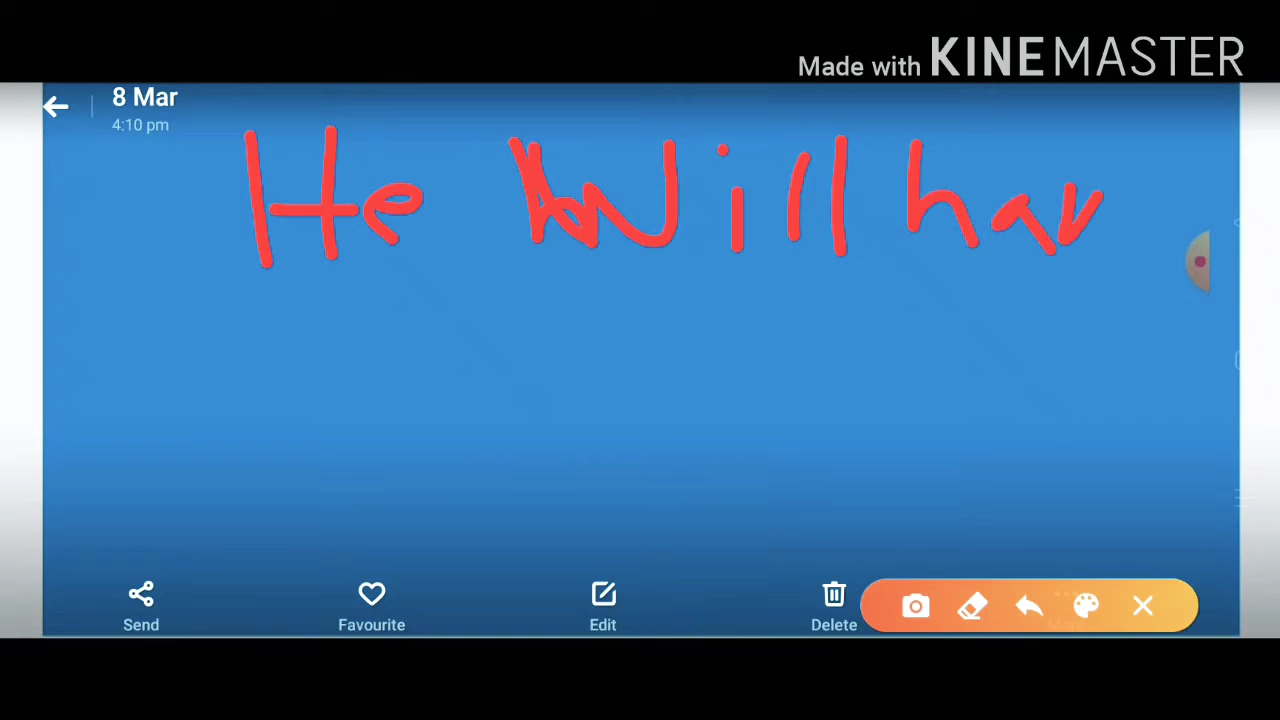 Made with KINEMASTER
8 Mar
4:10 pm
He Will hav
Send Favourite Edit Delete